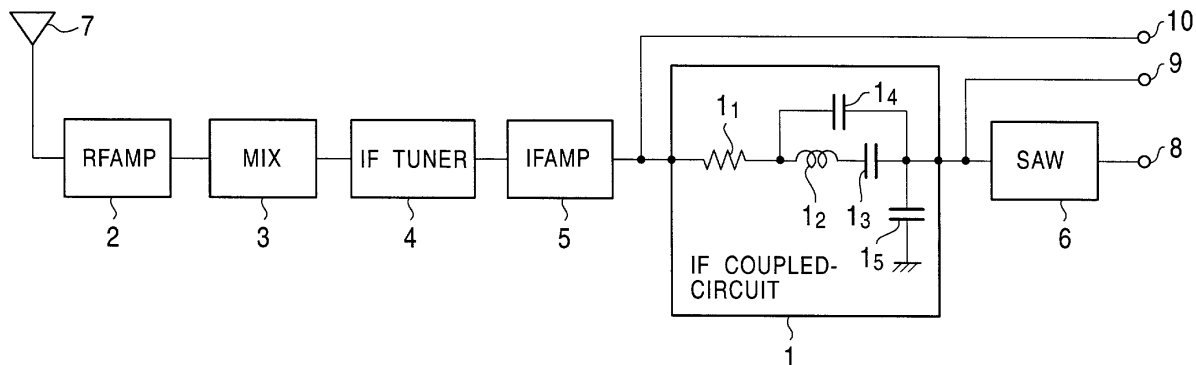 7
10
9
8
RFAMP
2
MIX
3
IF TUNER
4
IFAMP
5
1₁
1₄
1₂
1₃
1₅
IF COUPLED-
CIRCUIT
1
SAW
6